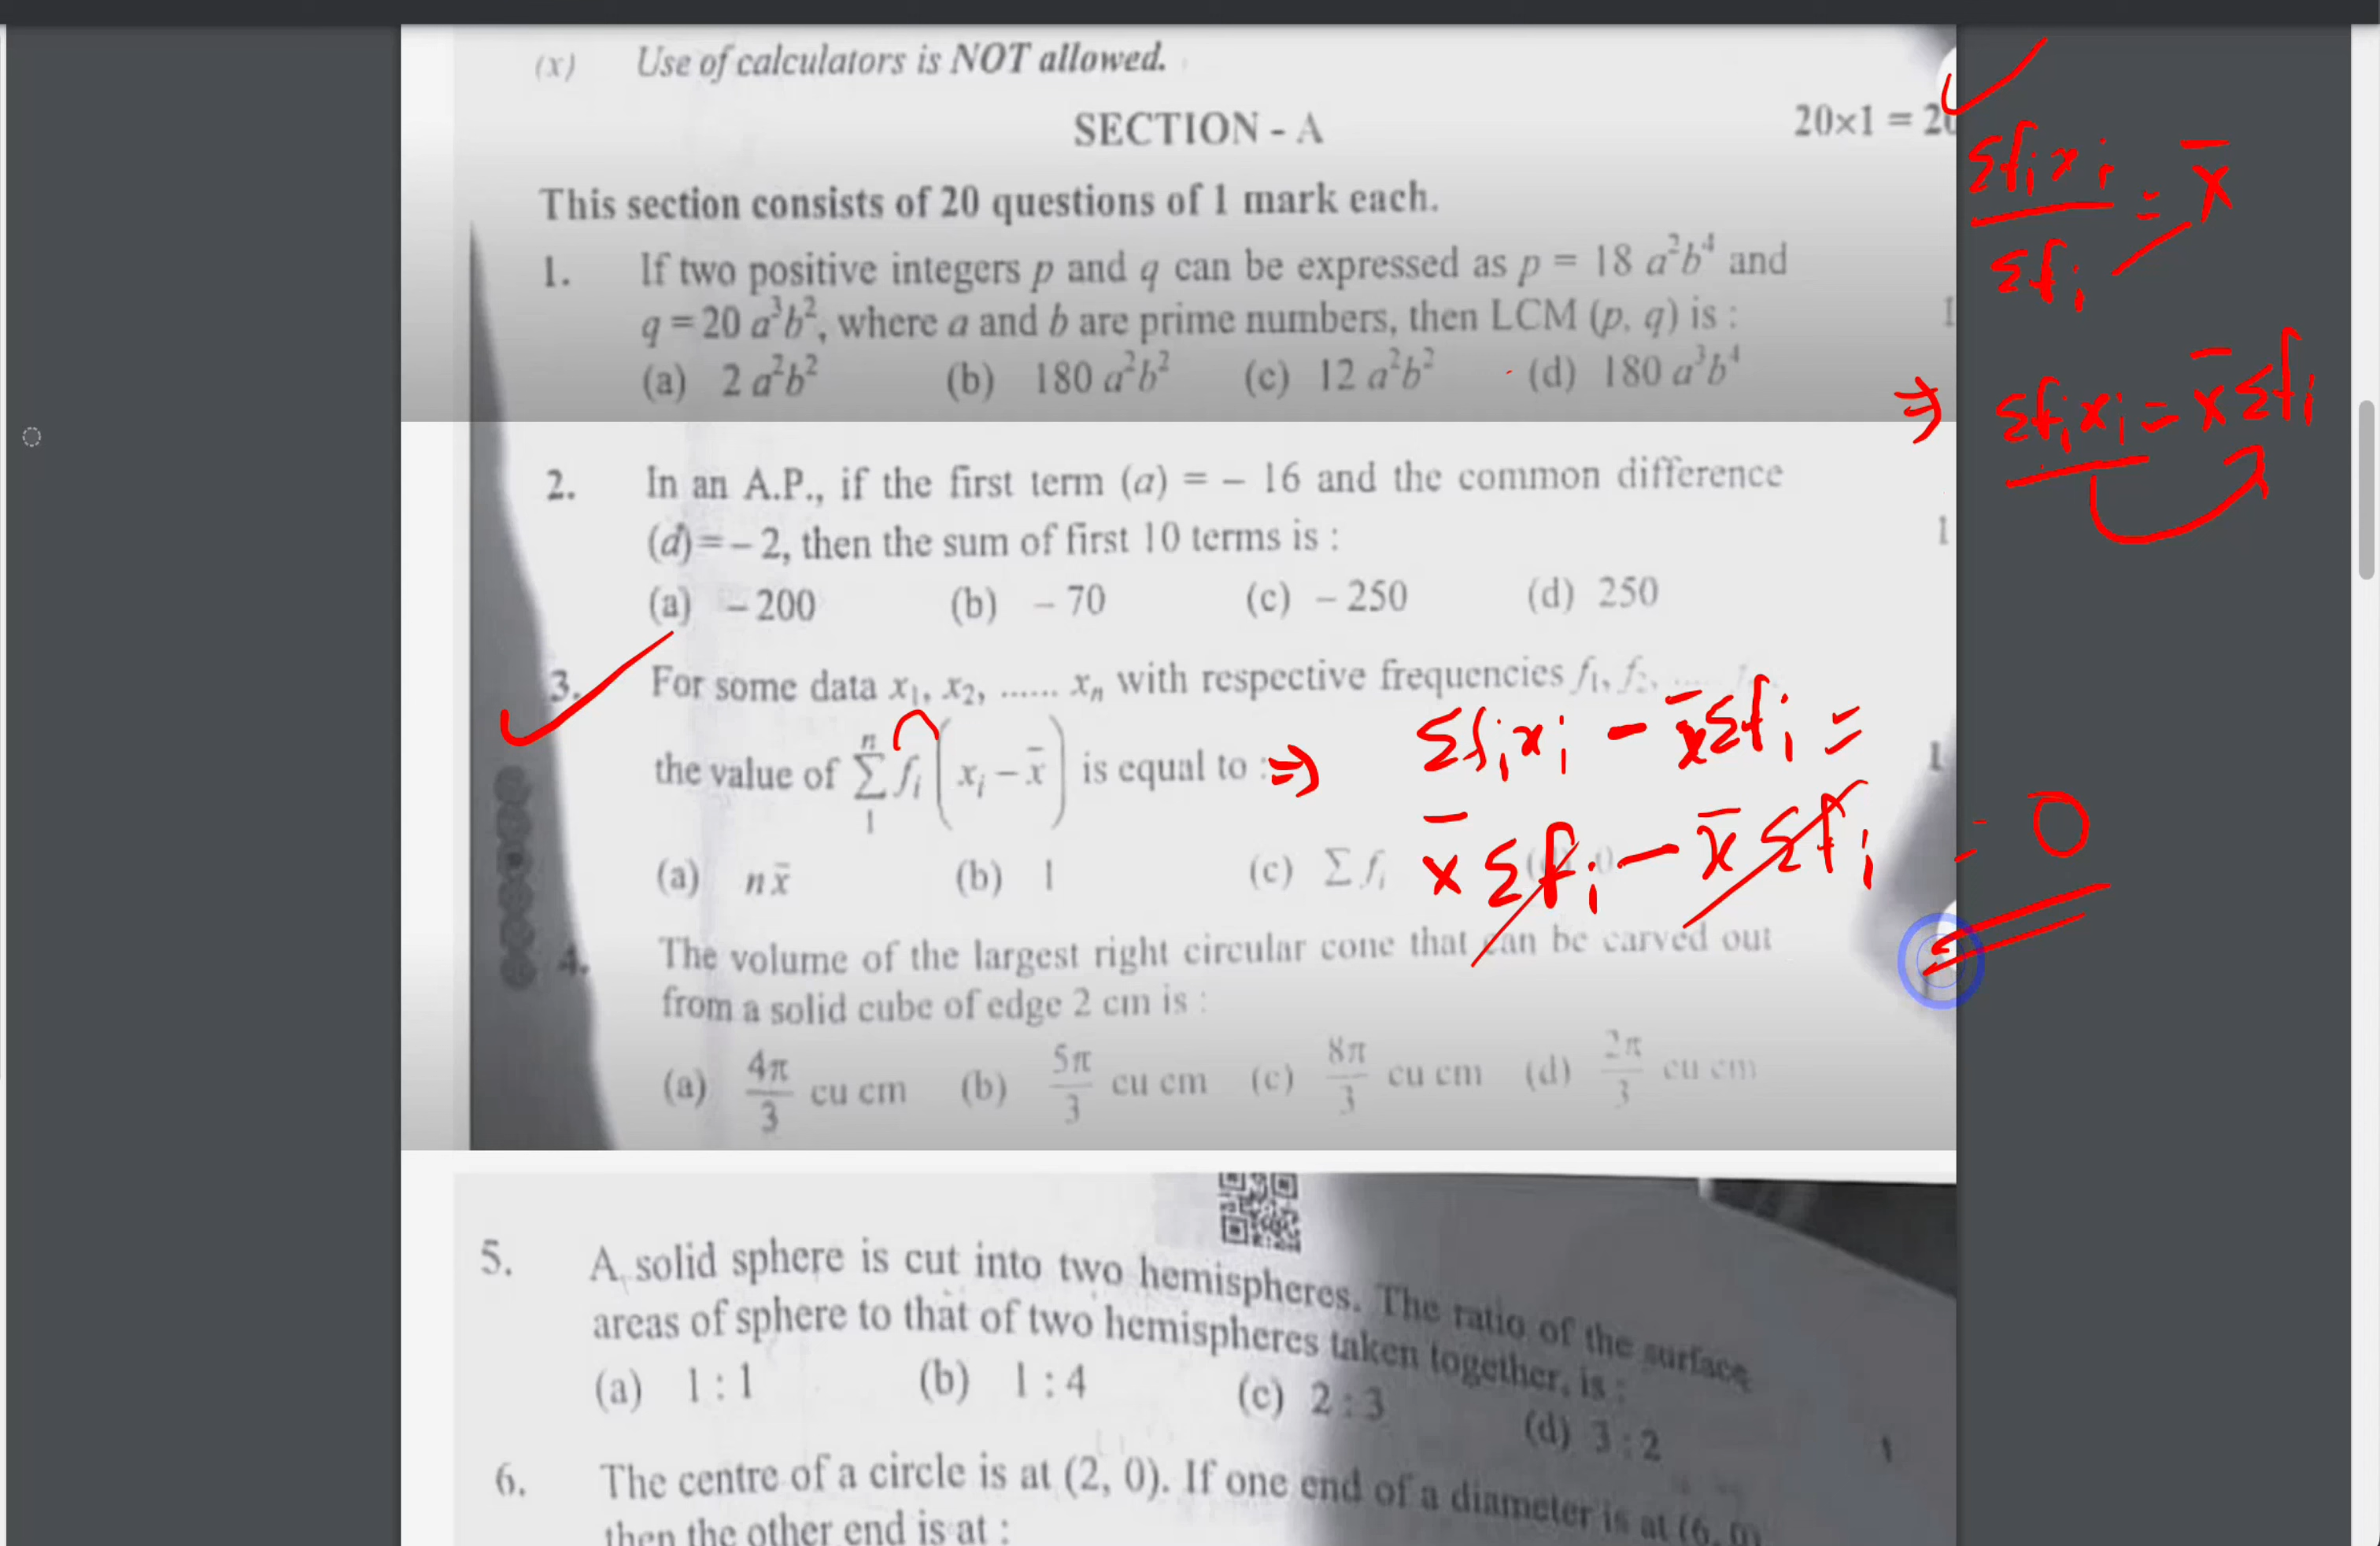 (x) Use of calculators is NOT allowed.
SECTION - A
20×1 = 20
This section consists of 20 questions of 1 mark each.
1. If two positive integers p and q can be expressed as p = 18 a²b⁴ and
q = 20 a³b², where a and b are prime numbers, then LCM (p, q) is : 1
(a) 2 a²b² (b) 180 a²b² (c) 12 a²b² (d) 180 a³b⁴
Σfᵢxᵢ / Σfᵢ = x̄
⇒ Σfᵢxᵢ = x̄ Σfᵢ
2. In an A.P., if the first term (a) = – 16 and the common difference
(d) = – 2, then the sum of first 10 terms is : 1
(a) – 200 (b) – 70 (c) – 250 (d) 250
3. For some data x₁, x₂, ...... xₙ with respective frequencies f₁, f₂, ....
the value of Σ₁ⁿ fᵢ (xᵢ – x̄) is equal to : 1
⇒ Σfᵢxᵢ – x̄Σfᵢ =
x̄ Σfᵢ – x̄ Σfᵢ = 0
(a) n x̄ (b) 1 (c) Σ fᵢ
4. The volume of the largest right circular cone that can be carved out
from a solid cube of edge 2 cm is :
(a) 4π/3 cu cm (b) 5π/3 cu cm (c) 8π/3 cu cm (d) 2π/3 cu cm
5. A solid sphere is cut into two hemispheres. The ratio of the surface
areas of sphere to that of two hemispheres taken together, is :
(a) 1 : 1 (b) 1 : 4 (c) 2 : 3 (d) 3 : 2 1
6. The centre of a circle is at (2, 0). If one end of a diameter is at (6, 0)
then the other end is at :